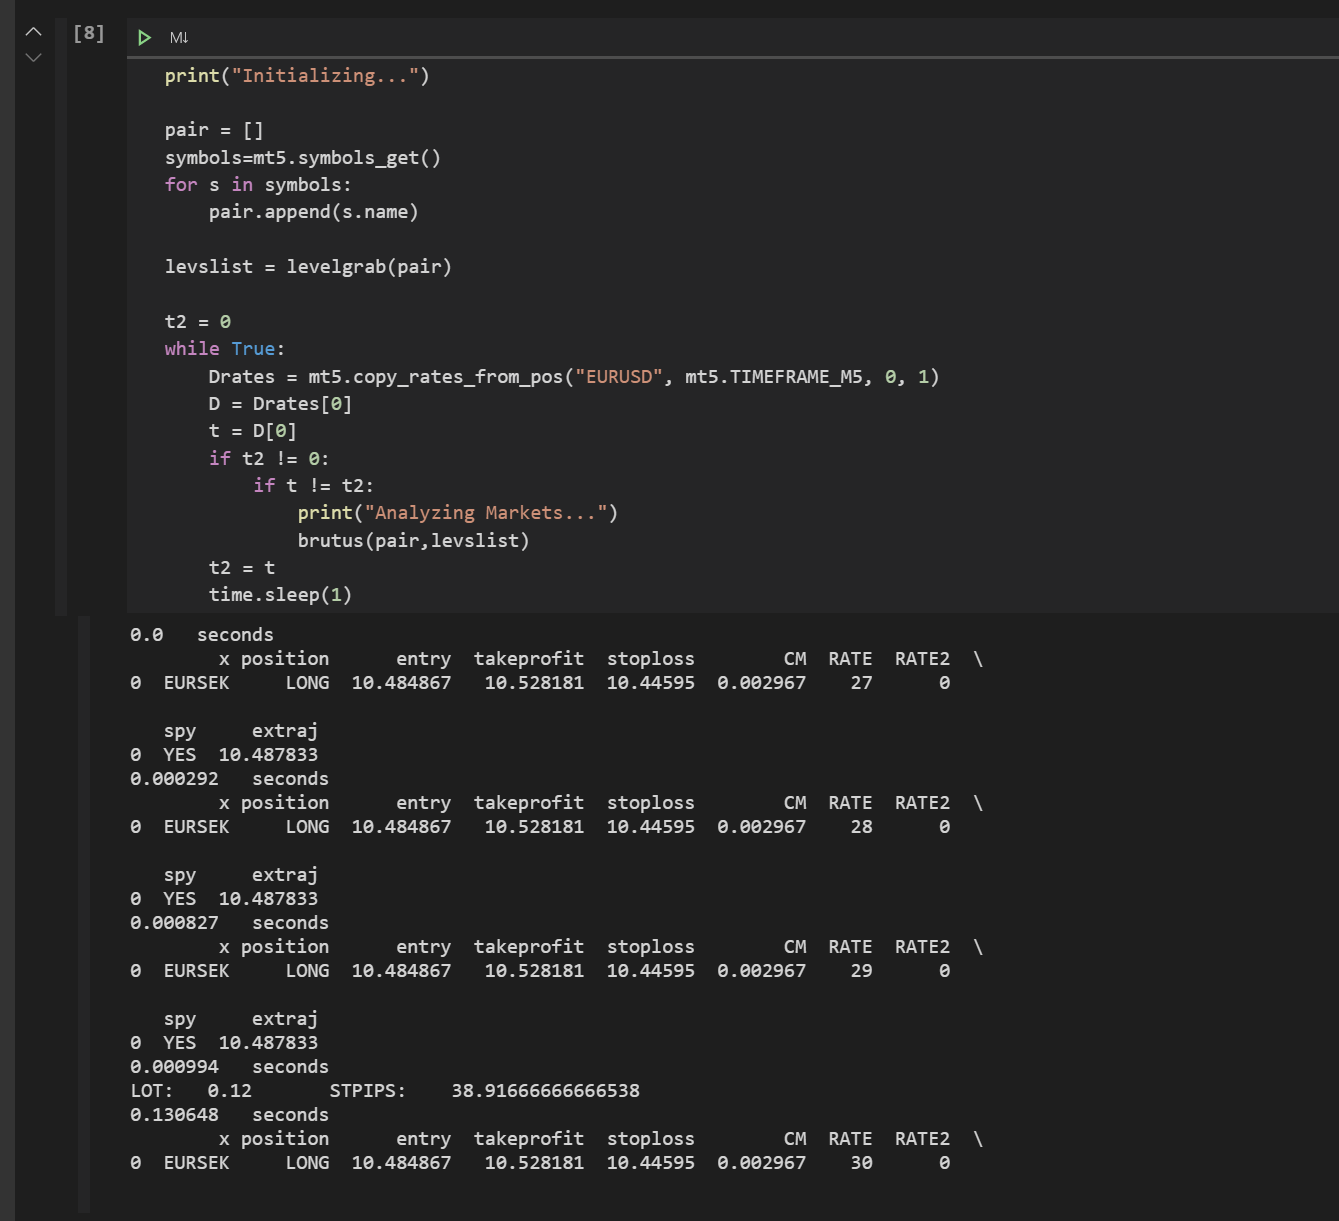 [8] M↓
print("Initializing...")
pair = []
symbols=mt5.symbols_get()
for s in symbols:
    pair.append(s.name)
levslist = levelgrab(pair)
t2 = 0
while True:
    Drates = mt5.copy_rates_from_pos("EURUSD", mt5.TIMEFRAME_M5, 0, 1)
    D = Drates[0]
    t = D[0]
    if t2 != 0:
        if t != t2:
            print("Analyzing Markets...")
            brutus(pair,levslist)
    t2 = t
    time.sleep(1)
0.0   seconds
        x position      entry  takeprofit  stoploss        CM  RATE  RATE2  \
0  EURSEK     LONG  10.484867   10.528181  10.44595  0.002967    27      0
   spy     extraj
0  YES  10.487833
0.000292   seconds
        x position      entry  takeprofit  stoploss        CM  RATE  RATE2  \
0  EURSEK     LONG  10.484867   10.528181  10.44595  0.002967    28      0
   spy     extraj
0  YES  10.487833
0.000827   seconds
        x position      entry  takeprofit  stoploss        CM  RATE  RATE2  \
0  EURSEK     LONG  10.484867   10.528181  10.44595  0.002967    29      0
   spy     extraj
0  YES  10.487833
0.000994   seconds
LOT:   0.12       STPIPS:    38.91666666666538
0.130648   seconds
        x position      entry  takeprofit  stoploss        CM  RATE  RATE2  \
0  EURSEK     LONG  10.484867   10.528181  10.44595  0.002967    30      0